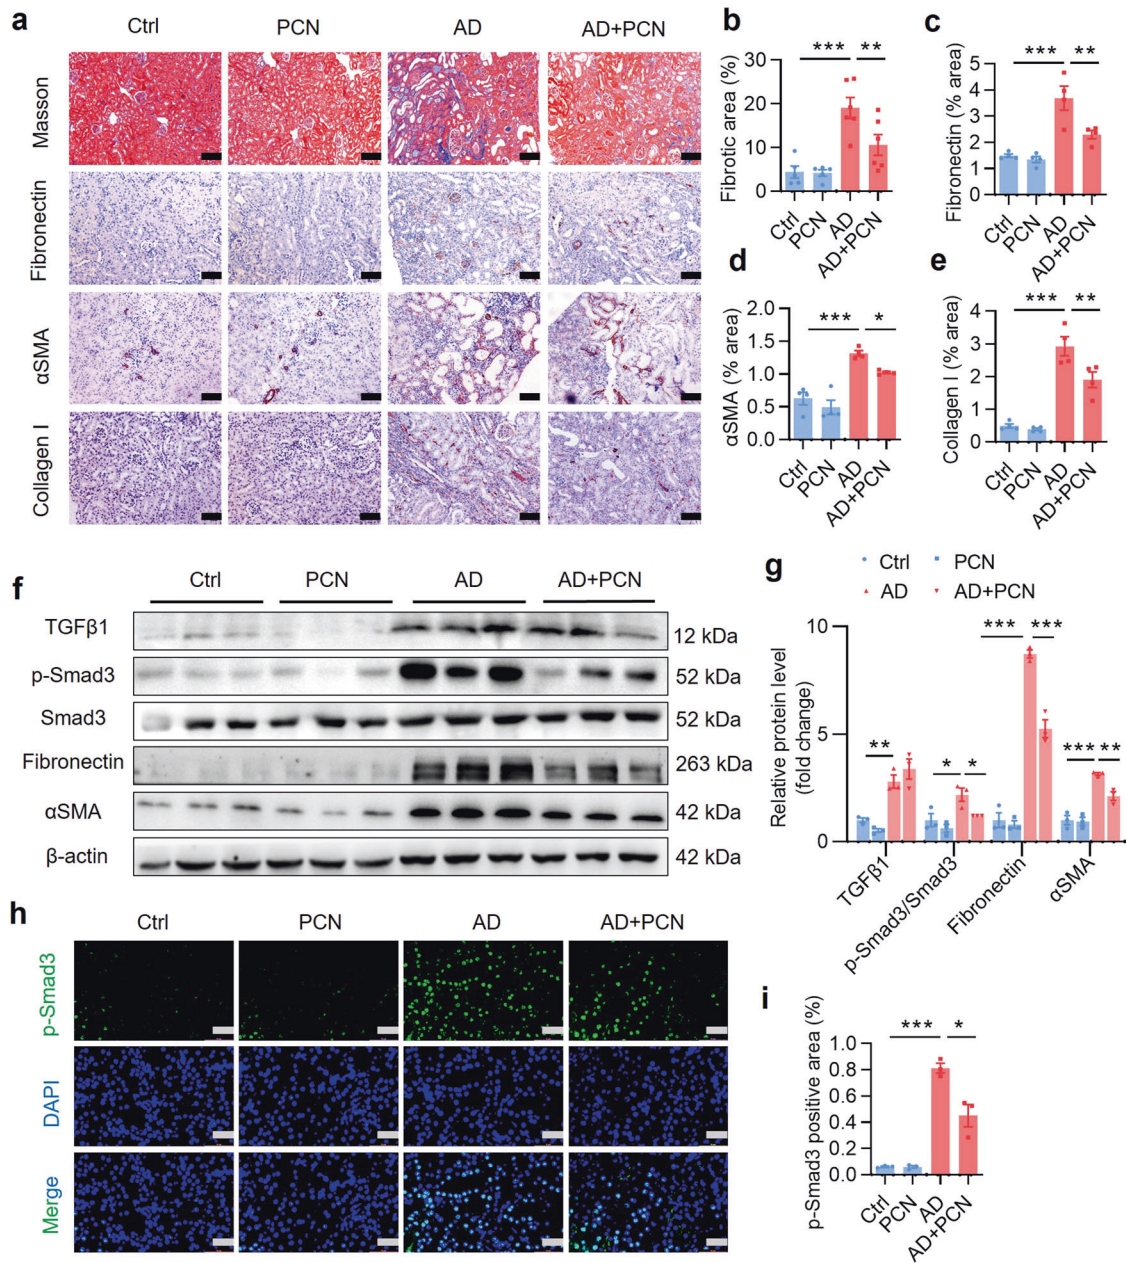 a
Ctrl PCN AD AD+PCN
Masson
Fibronectin
αSMA
Collagen I
b
Fibrotic area (%)
*** **
30
20
10
0
Ctrl PCN AD AD+PCN
c
Fibronectin (% area)
*** **
5
4
3
2
1
0
Ctrl PCN AD AD+PCN
d
αSMA (% area)
*** *
2.0
1.5
1.0
0.5
0.0
Ctrl PCN AD AD+PCN
e
Collagen I (% area)
*** **
4
3
2
1
0
Ctrl PCN AD AD+PCN
f
Ctrl PCN AD AD+PCN
TGFβ1 12 kDa
p-Smad3 52 kDa
Smad3 52 kDa
Fibronectin 263 kDa
αSMA 42 kDa
β-actin 42 kDa
g
Ctrl PCN
AD AD+PCN
Relative protein level
(fold change)
10
5
0
** * * *** *** *** **
TGFβ1 p-Smad3/Smad3 Fibronectin αSMA
h
Ctrl PCN AD AD+PCN
p-Smad3
DAPI
Merge
i
p-Smad3 positive area (%)
*** *
1.0
0.8
0.6
0.4
0.2
0.0
Ctrl PCN AD AD+PCN